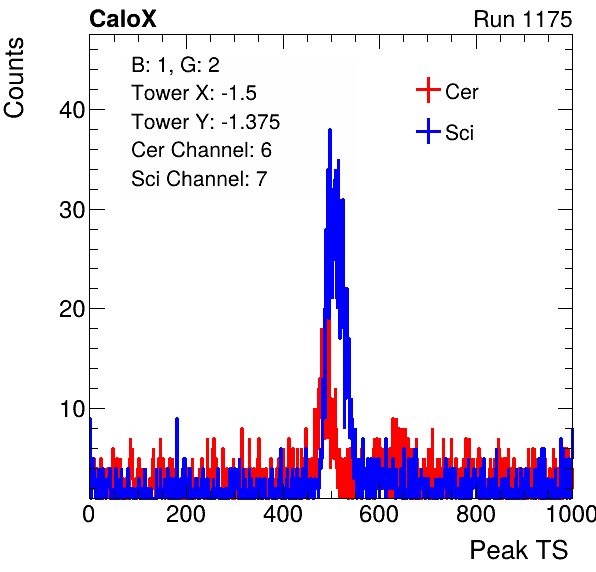 CaloX Run 1175
Counts
B: 1, G: 2
Tower X: -1.5
Tower Y: -1.375
Cer Channel: 6
Sci Channel: 7
Cer
Sci
40
30
20
10
0 200 400 600 800 1000
Peak TS